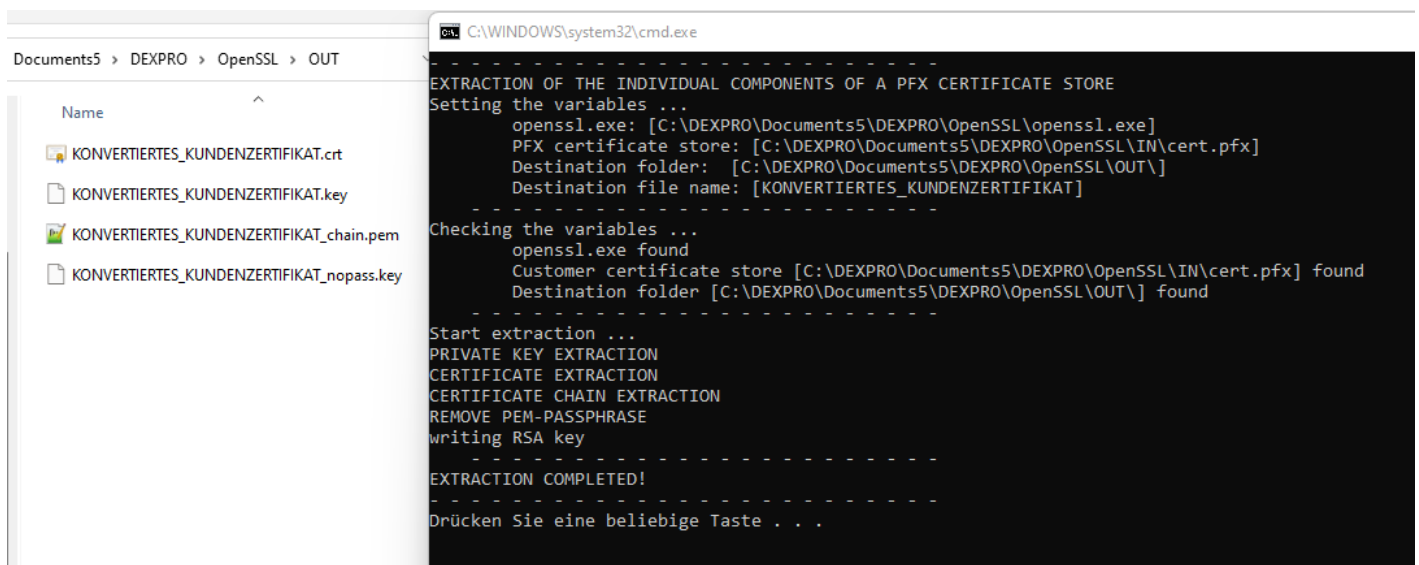 Documents5 > DEXPRO > OpenSSL > OUT
Name
KONVERTIERTES_KUNDENZERTIFIKAT.crt
KONVERTIERTES_KUNDENZERTIFIKAT.key
KONVERTIERTES_KUNDENZERTIFIKAT_chain.pem
KONVERTIERTES_KUNDENZERTIFIKAT_nopass.key
C:\WINDOWS\system32\cmd.exe
- - - - - - - - - - - - - - - - - - - - - - - - -
EXTRACTION OF THE INDIVIDUAL COMPONENTS OF A PFX CERTIFICATE STORE
Setting the variables ...
openssl.exe: [C:\DEXPRO\Documents5\DEXPRO\OpenSSL\openssl.exe]
PFX certificate store: [C:\DEXPRO\Documents5\DEXPRO\OpenSSL\IN\cert.pfx]
Destination folder:  [C:\DEXPRO\Documents5\DEXPRO\OpenSSL\OUT\]
Destination file name: [KONVERTIERTES_KUNDENZERTIFIKAT]
- - - - - - - - - - - - - - - - - - - - - - -
Checking the variables ...
openssl.exe found
Customer certificate store [C:\DEXPRO\Documents5\DEXPRO\OpenSSL\IN\cert.pfx] found
Destination folder [C:\DEXPRO\Documents5\DEXPRO\OpenSSL\OUT\] found
- - - - - - - - - - - - - - - - - - - - - - -
Start extraction ...
PRIVATE KEY EXTRACTION
CERTIFICATE EXTRACTION
CERTIFICATE CHAIN EXTRACTION
REMOVE PEM-PASSPHRASE
writing RSA key
- - - - - - - - - - - - - - - - - - - - - - -
EXTRACTION COMPLETED!
- - - - - - - - - - - - - - - - - - - - - - - - -
Drücken Sie eine beliebige Taste . . .